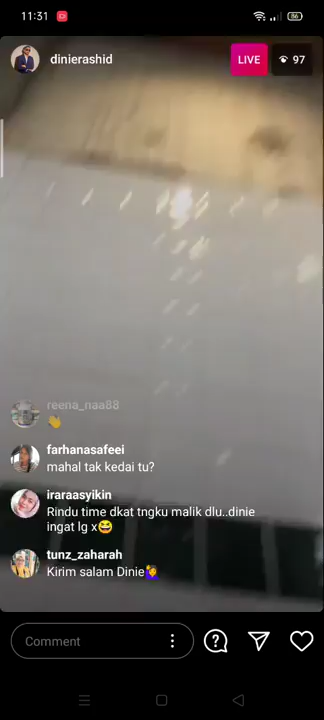 11:31
86
dinierashid
LIVE
97
reena_naa88
👋
farhanasafeei
mahal tak kedai tu?
iraraasyikin
Rindu time dkat tngku malik dlu..dinie
ingat lg x😆
tunz_zaharah
Kirim salam Dinie🙋‍♀️
Comment